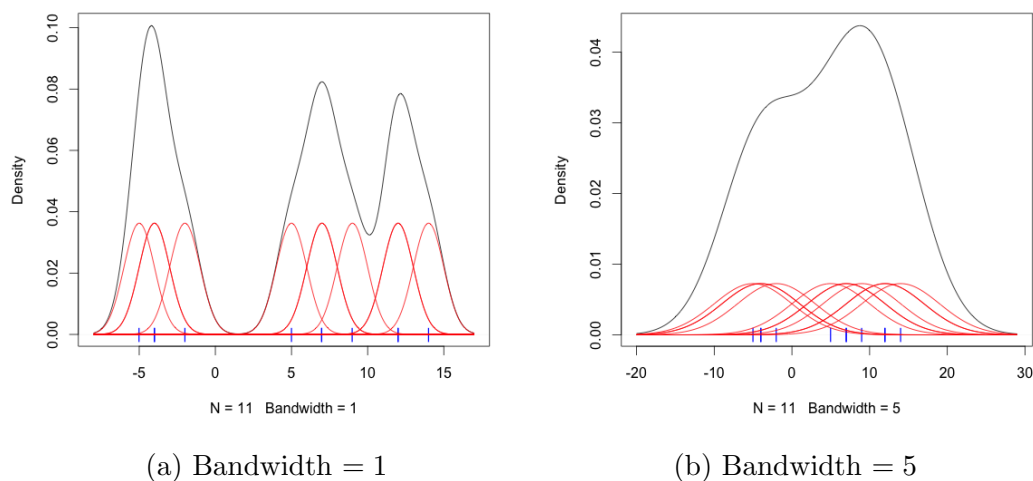 Density
0.00 0.02 0.04 0.06 0.08 0.10
-5 0 5 10 15
N = 11 Bandwidth = 1
(a) Bandwidth = 1
Density
0.00 0.01 0.02 0.03 0.04
-20 -10 0 10 20 30
N = 11 Bandwidth = 5
(b) Bandwidth = 5